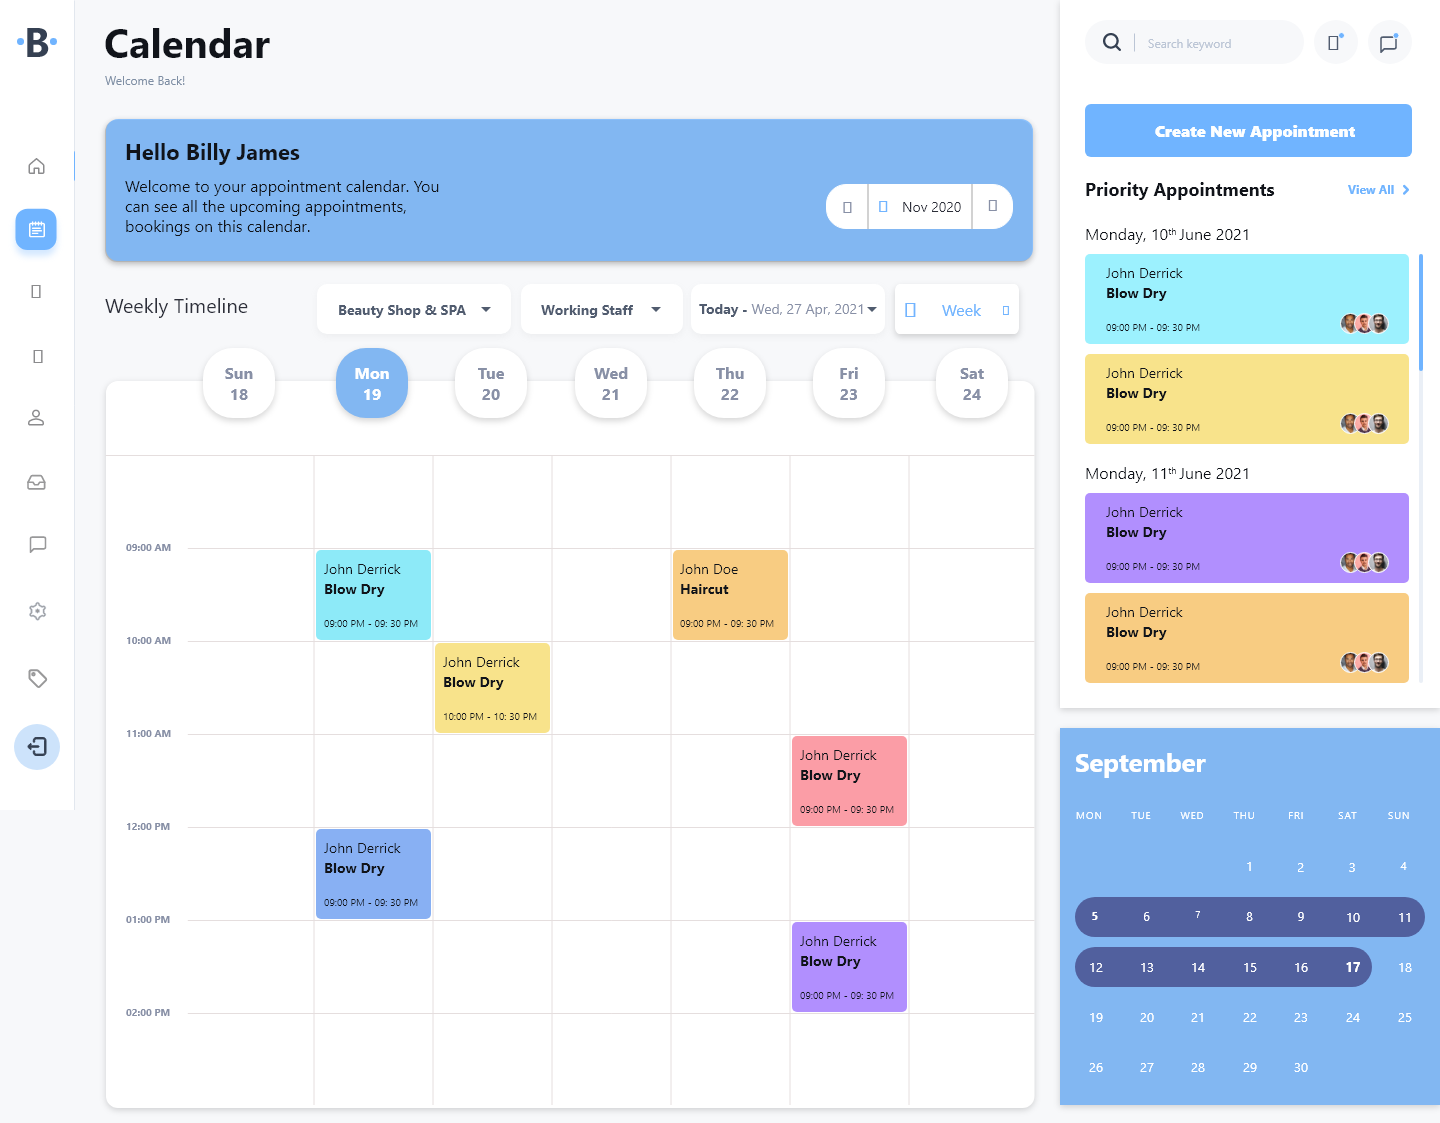 B
Calendar
Welcome Back!
Hello Billy James
Welcome to your appointment calendar. You
can see all the upcoming appointments,
bookings on this calendar.
Nov 2020
Weekly Timeline
Beauty Shop & SPA
Working Staff
Today - Wed, 27 Apr, 2021
Week
Sun
18
Mon
19
Tue
20
Wed
21
Thu
22
Fri
23
Sat
24
09:00 AM
John Derrick
Blow Dry
09:00 PM - 09: 30 PM
John Doe
Haircut
09:00 PM - 09: 30 PM
10:00 AM
John Derrick
Blow Dry
10:00 PM - 10: 30 PM
11:00 AM
John Derrick
Blow Dry
09:00 PM - 09: 30 PM
12:00 PM
John Derrick
Blow Dry
09:00 PM - 09: 30 PM
01:00 PM
John Derrick
Blow Dry
09:00 PM - 09: 30 PM
02:00 PM
Search keyword
Create New Appointment
Priority Appointments
View All
Monday, 10th June 2021
John Derrick
Blow Dry
09:00 PM - 09: 30 PM
John Derrick
Blow Dry
09:00 PM - 09: 30 PM
Monday, 11th June 2021
John Derrick
Blow Dry
09:00 PM - 09: 30 PM
John Derrick
Blow Dry
09:00 PM - 09: 30 PM
September
MON TUE WED THU FRI SAT SUN
1 2 3 4
5 6 7 8 9 10 11
12 13 14 15 16 17 18
19 20 21 22 23 24 25
26 27 28 29 30